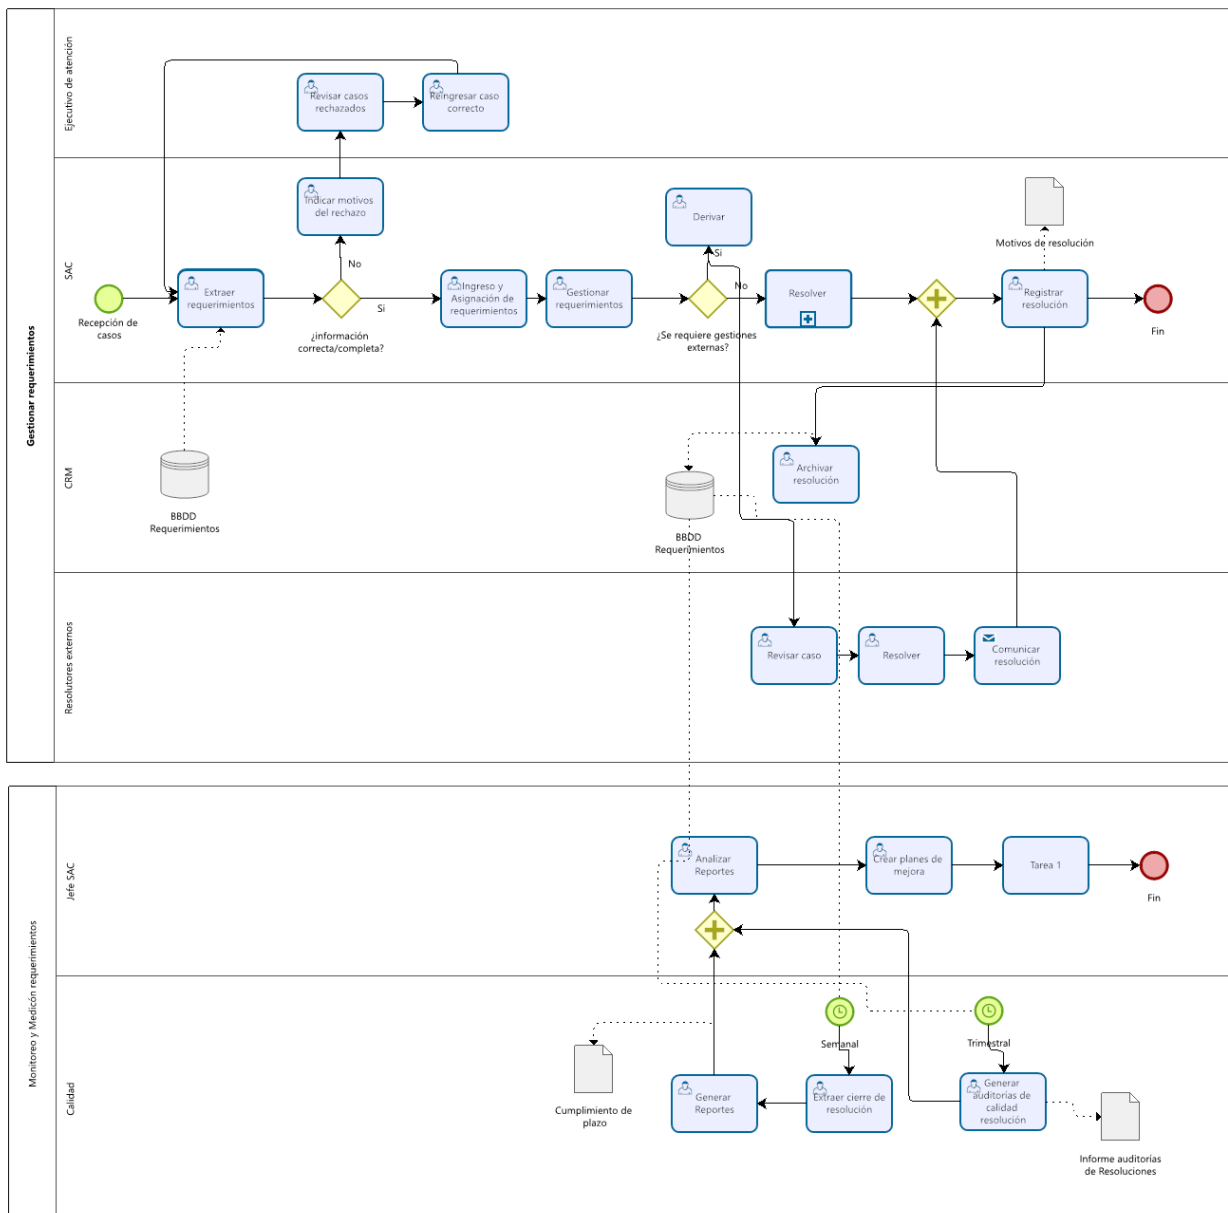 Gestionar requerimientos
Ejecutivo de atención
Revisar casos
rechazados
Reingresar caso
correcto
SAC
Indicar motivos
del rechazo
No
Recepción de
casos
Extraer
requerimientos
¿información
correcta/completa?
Si
Ingreso y
Asignación de
requerimientos
Gestionar
requerimientos
Derivar
Si
No
¿Se requiere gestiones
externas?
Resolver
Motivos de resolución
Registrar
resolución
Fin
CRM
BBDD
Requerimientos
BBDD
Requerimientos
Archivar
resolución
Resolutores externos
Revisar caso
Resolver
Comunicar
resolución
Monitoreo y Medicón requerimientos
Jefe SAC
Analizar
Reportes
Crear planes de
mejora
Tarea 1
Fin
Calidad
Cumplimiento de
plazo
Generar
Reportes
Semanal
Extraer cierre de
resolución
Trimestral
Generar
auditorias de
calidad
resolución
Informe auditorías
de Resoluciones